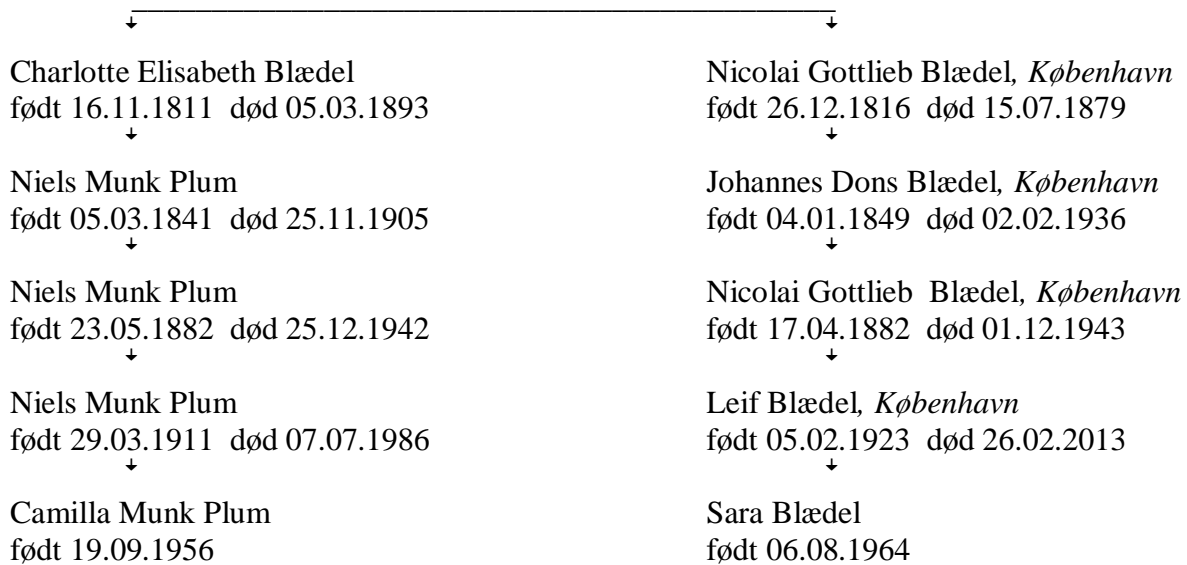 Charlotte Elisabeth Blædel
født 16.11.1811 død 05.03.1893
Niels Munk Plum
født 05.03.1841 død 25.11.1905
Niels Munk Plum
født 23.05.1882 død 25.12.1942
Niels Munk Plum
født 29.03.1911 død 07.07.1986
Camilla Munk Plum
født 19.09.1956
Nicolai Gottlieb Blædel, København
født 26.12.1816 død 15.07.1879
Johannes Dons Blædel, København
født 04.01.1849 død 02.02.1936
Nicolai Gottlieb Blædel, København
født 17.04.1882 død 01.12.1943
Leif Blædel, København
født 05.02.1923 død 26.02.2013
Sara Blædel
født 06.08.1964